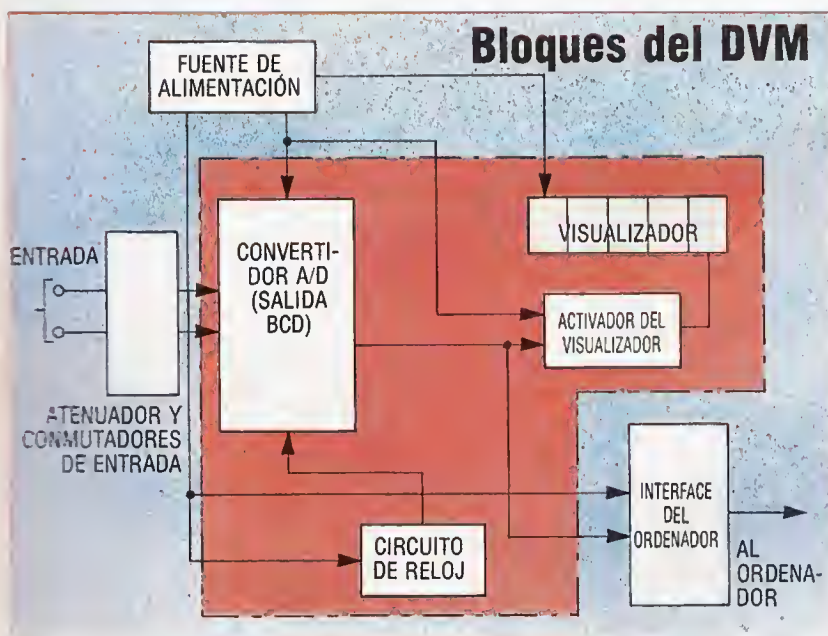 Bloques del DVM
FUENTE DE
ALIMENTACIÓN
VISUALIZADOR
ENTRADA
CONVERTI-
DOR A/D
(SALIDA
BCD)
ACTIVADOR DEL
VISUALIZADOR
ATENUADOR Y
CONMUTADORES
DE ENTRADA
INTERFACE
DEL
ORDENADOR
CIRCUITO
DE RELOJ
AL
ORDENA-
DOR